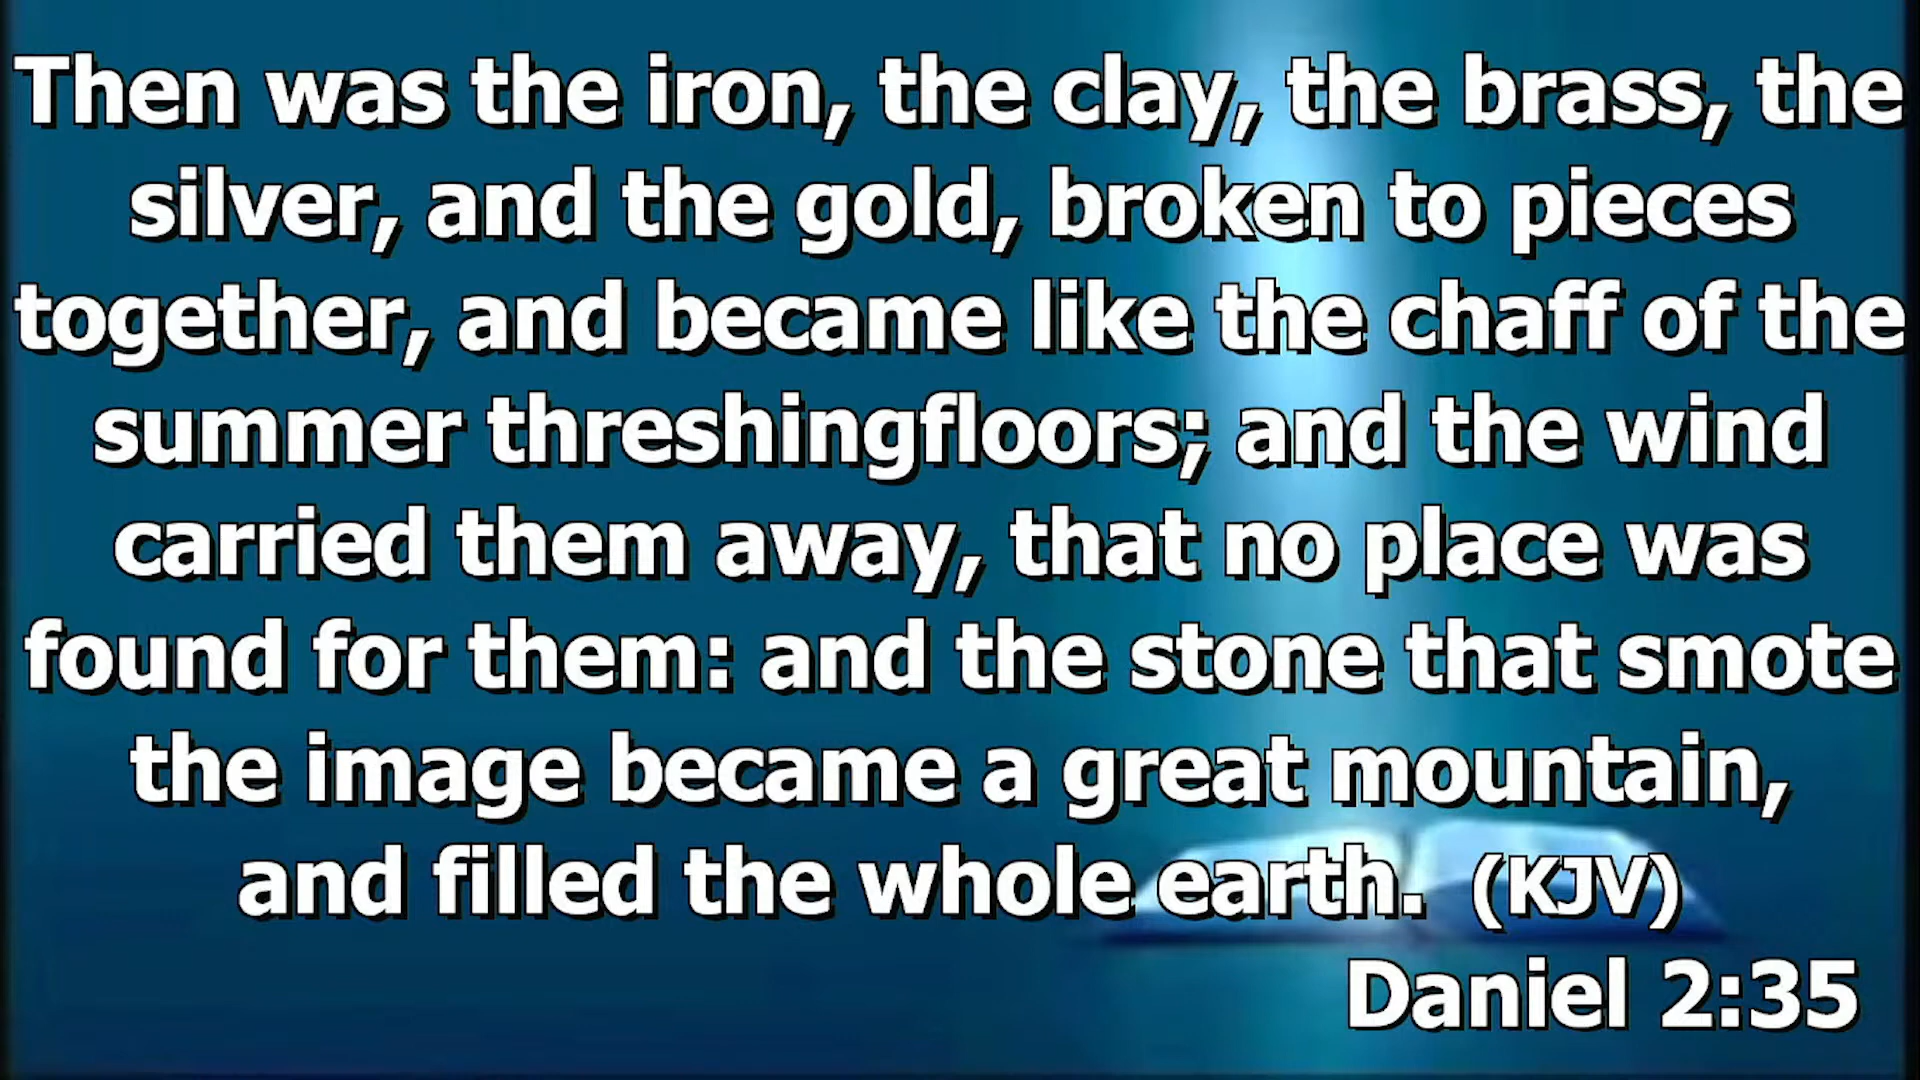 Then was the iron, the clay, the brass, the
silver, and the gold, broken to pieces
together, and became like the chaff of the
summer threshingfloors; and the wind
carried them away, that no place was
found for them: and the stone that smote
the image became a great mountain,
and filled the whole earth. (KJV)
Daniel 2:35